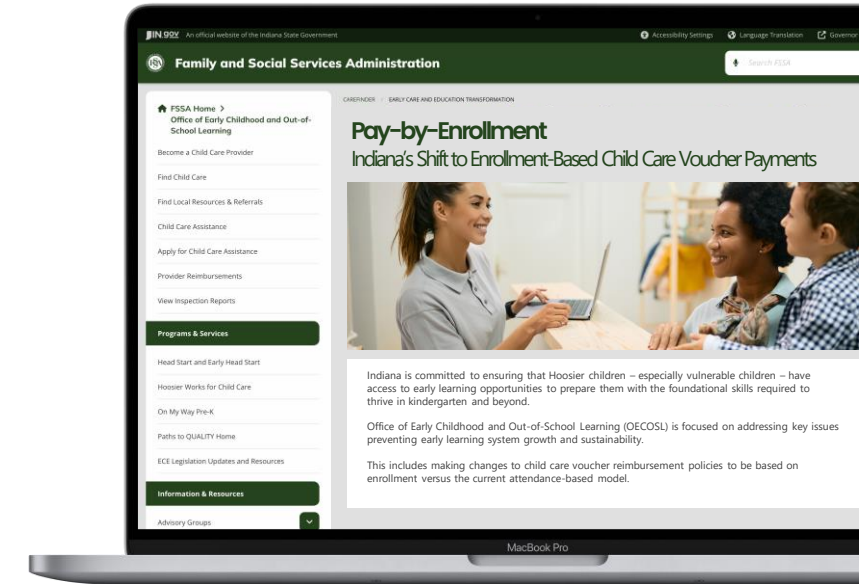 IN.gov An official website of the Indiana State Government
Accessibility Settings Language Translation Governor
Family and Social Services Administration
Search FSSA
FSSA Home >
Office of Early Childhood and Out-of-
School Learning
Become a Child Care Provider
Find Child Care
Find Local Resources & Referrals
Child Care Assistance
Apply for Child Care Assistance
Provider Reimbursements
View Inspection Reports
Programs & Services
Head Start and Early Head Start
Hoosier Works for Child Care
On My Way Pre-K
Paths to QUALITY Home
ECE Legislation Updates and Resources
Information & Resources
Advisory Groups
CAREFINDER / EARLY CARE AND EDUCATION TRANSFORMATION
Pay-by-Enrollment
Indiana's Shift to Enrollment-Based Child Care Voucher Payments
Indiana is committed to ensuring that Hoosier children – especially vulnerable children – have
access to early learning opportunities to prepare them with the foundational skills required to
thrive in kindergarten and beyond.
Office of Early Childhood and Out-of-School Learning (OECOSL) is focused on addressing key issues
preventing early learning system growth and sustainability.
This includes making changes to child care voucher reimbursement policies to be based on
enrollment versus the current attendance-based model.
MacBook Pro